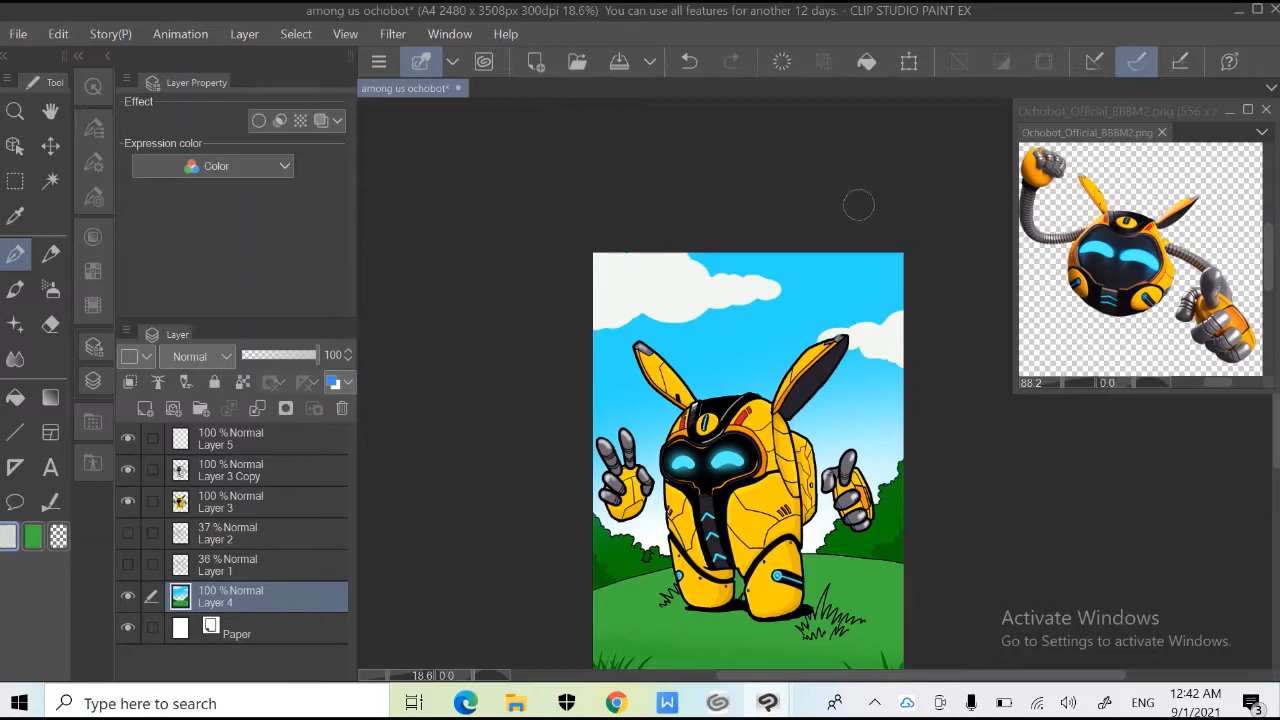 among us ochobot* (A4 2480 x 3508px 300dpi 18.6%) You can use all features for another 12 days. - CLIP STUDIO PAINT EX
File Edit Story(P) Animation Layer Select View Filter Window Help
Tool
Layer Property
among us ochobot*
Effect
Expression color
Color
Ochobot_Official_BBBM2.png (556 x 6
Ochobot_Official_BBBM2.png
88.2 0.0
Layer
Normal 100
100 % Normal
Layer 5
100 % Normal
Layer 3 Copy
100 % Normal
Layer 3
37 % Normal
Layer 2
36 % Normal
Layer 1
100 % Normal
Layer 4
Paper
A
18.6 0.0
Activate Windows
Go to Settings to activate Windows.
Type here to search
W
ENG
12:42 AM
9/1/2021
3